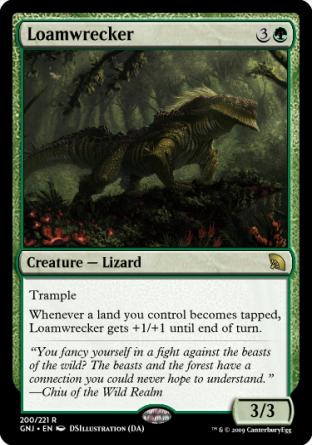 Loamwrecker 3
Creature — Lizard
Trample
Whenever a land you control becomes tapped,
Loamwrecker gets +1/+1 until end of turn.
“You fancy yourself in a fight against the beasts
of the wild? The beasts and the forest have a
connection you could never hope to understand.”
—Chiu of the Wild Realm
3/3
200/221 R
GNJ • EN DSIllustration (DA)
™ & © 2019 CanterburyEgg